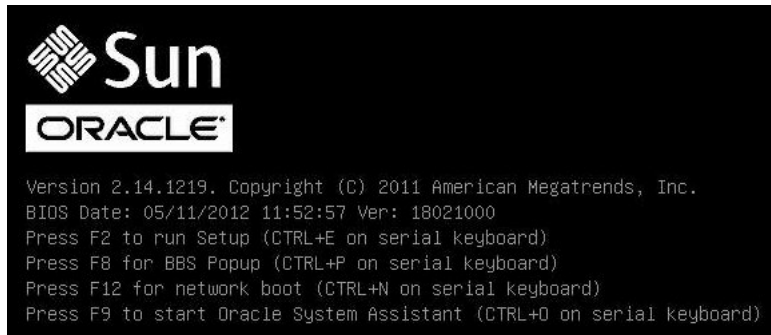 Sun
ORACLE
Version 2.14.1219. Copyright (C) 2011 American Megatrends, Inc.
BIOS Date: 05/11/2012 11:52:57 Ver: 18021000
Press F2 to run Setup (CTRL+E on serial keyboard)
Press F8 for BBS Popup (CTRL+P on serial keyboard)
Press F12 for network boot (CTRL+N on serial keyboard)
Press F9 to start Oracle System Assistant (CTRL+O on serial keyboard)